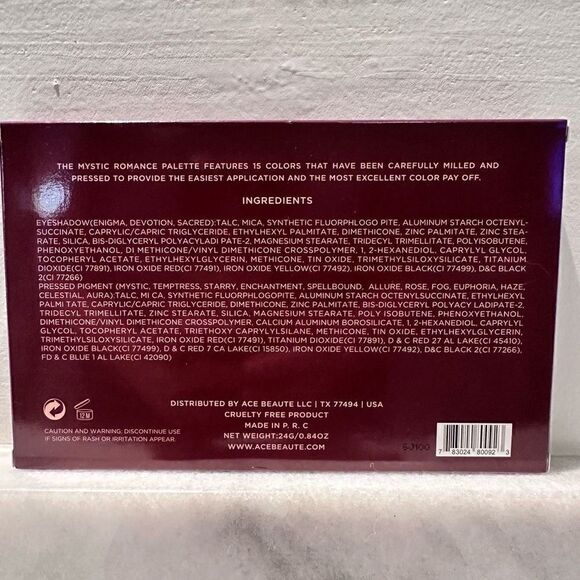 THE MYSTIC ROMANCE PALETTE FEATURES 15 COLORS THAT HAVE BEEN CAREFULLY MILLED AND
PRESSED TO PROVIDE THE EASIEST APPLICATION AND THE MOST EXCELLENT COLOR PAY OFF.
INGREDIENTS
EYESHADOW(ENIGMA, DEVOTION, SACRED):TALC, MICA, SYNTHETIC FLUORPHLOGO PITE, ALUMINUM STARCH OCTENYL-
SUCCINATE, CAPRYLIC/CAPRIC TRIGLYCERIDE, ETHYLHEXYL PALMITATE, DIMETHICONE, ZINC PALMITATE, ZINC STEA-
RATE, SILICA, BIS-DIGLYCERYL POLYACYLADI PATE-2, MAGNESIUM STEARATE, TRIDECYL TRIMELLITATE, POLYISOBUTENE,
PHENOXYETHANOL, DI METHICONE/VINYL DIMETHICONE CROSSPOLYMER, 1, 2-HEXANEDIOL, CAPRYLYL GLYCOL,
TOCOPHERYL ACETATE, ETHYLHEXYLGLYCERIN, METHICONE, TIN OXIDE, TRIMETHYLSILOXYSILICATE, TITANIUM
DIOXIDE(CI 77891), IRON OXIDE RED(CI 77491), IRON OXIDE YELLOW(CI 77492), IRON OXIDE BLACK(CI 77499), D&C BLACK
2(CI 77266)
PRESSED PIGMENT (MYSTIC, TEMPTRESS, STARRY, ENCHANTMENT, SPELLBOUND, ALLURE, ROSE, FOG, EUPHORIA, HAZE,
CELESTIAL, AURA):TALC, MI CA, SYNTHETIC FLUORPHLOGOPITE, ALUMINUM STARCH OCTENYLSUCCINATE, ETHYLHEXYL
PALMI TATE, CAPRYLIC/CAPRIC TRIGLYCERIDE, DIMETHICONE, ZINC PALMITATE, BIS-DIGLYCERYL POLYACY LADIPATE-2,
TRIDECYL TRIMELLITATE, ZINC STEARATE, SILICA, MAGNESIUM STEARATE, POLY ISOBUTENE, PHENOXYETHANOL,
DIMETHICONE/VINYL DIMETHICONE CROSSPOLYMER, CALCIUM ALUMINUM BOROSILICATE, 1, 2-HEXANEDIOL, CAPRYLYL
GLYCOL, TOCOPHERYL ACETATE, TRIETHOXY CAPRYLYLSILANE, METHICONE, TIN OXIDE, ETHYLHEXYLGLYCERIN,
TRIMETHYLSILOXYSILICATE, IRON OXIDE RED(CI 77491), TITANIUM DIOXIDE(CI 77891), D & C RED 27 AL LAKE(CI 45410),
IRON OXIDE BLACK(CI 77499), D & C RED 7 CA LAKE(CI 15850), IRON OXIDE YELLOW(CI 77492), D&C BLACK 2(CI 77266),
FD & C BLUE 1 AL LAKE(CI 42090)
DISTRIBUTED BY ACE BEAUTE LLC | TX 77494 | USA
CRUELTY FREE PRODUCT
MADE IN P. R. C
NET WEIGHT:24G/0.84OZ
WWW.ACEBEAUTE.COM
12 M
CAUTION AND WARNING: DISCONTINUE USE
IF SIGNS OF RASH OR IRRITATION APPEAR.
7 83024 80092 3